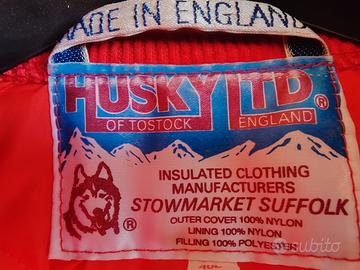 MADE IN ENGLAND
HUSKY LTD.®
OF TOSTOCK ENGLAND
INSULATED CLOTHING
MANUFACTURERS
STOWMARKET SUFFOLK
OUTER COVER 100% NYLON
LINING 100% NYLON
FILLING 100% POLYESTER
®
subito